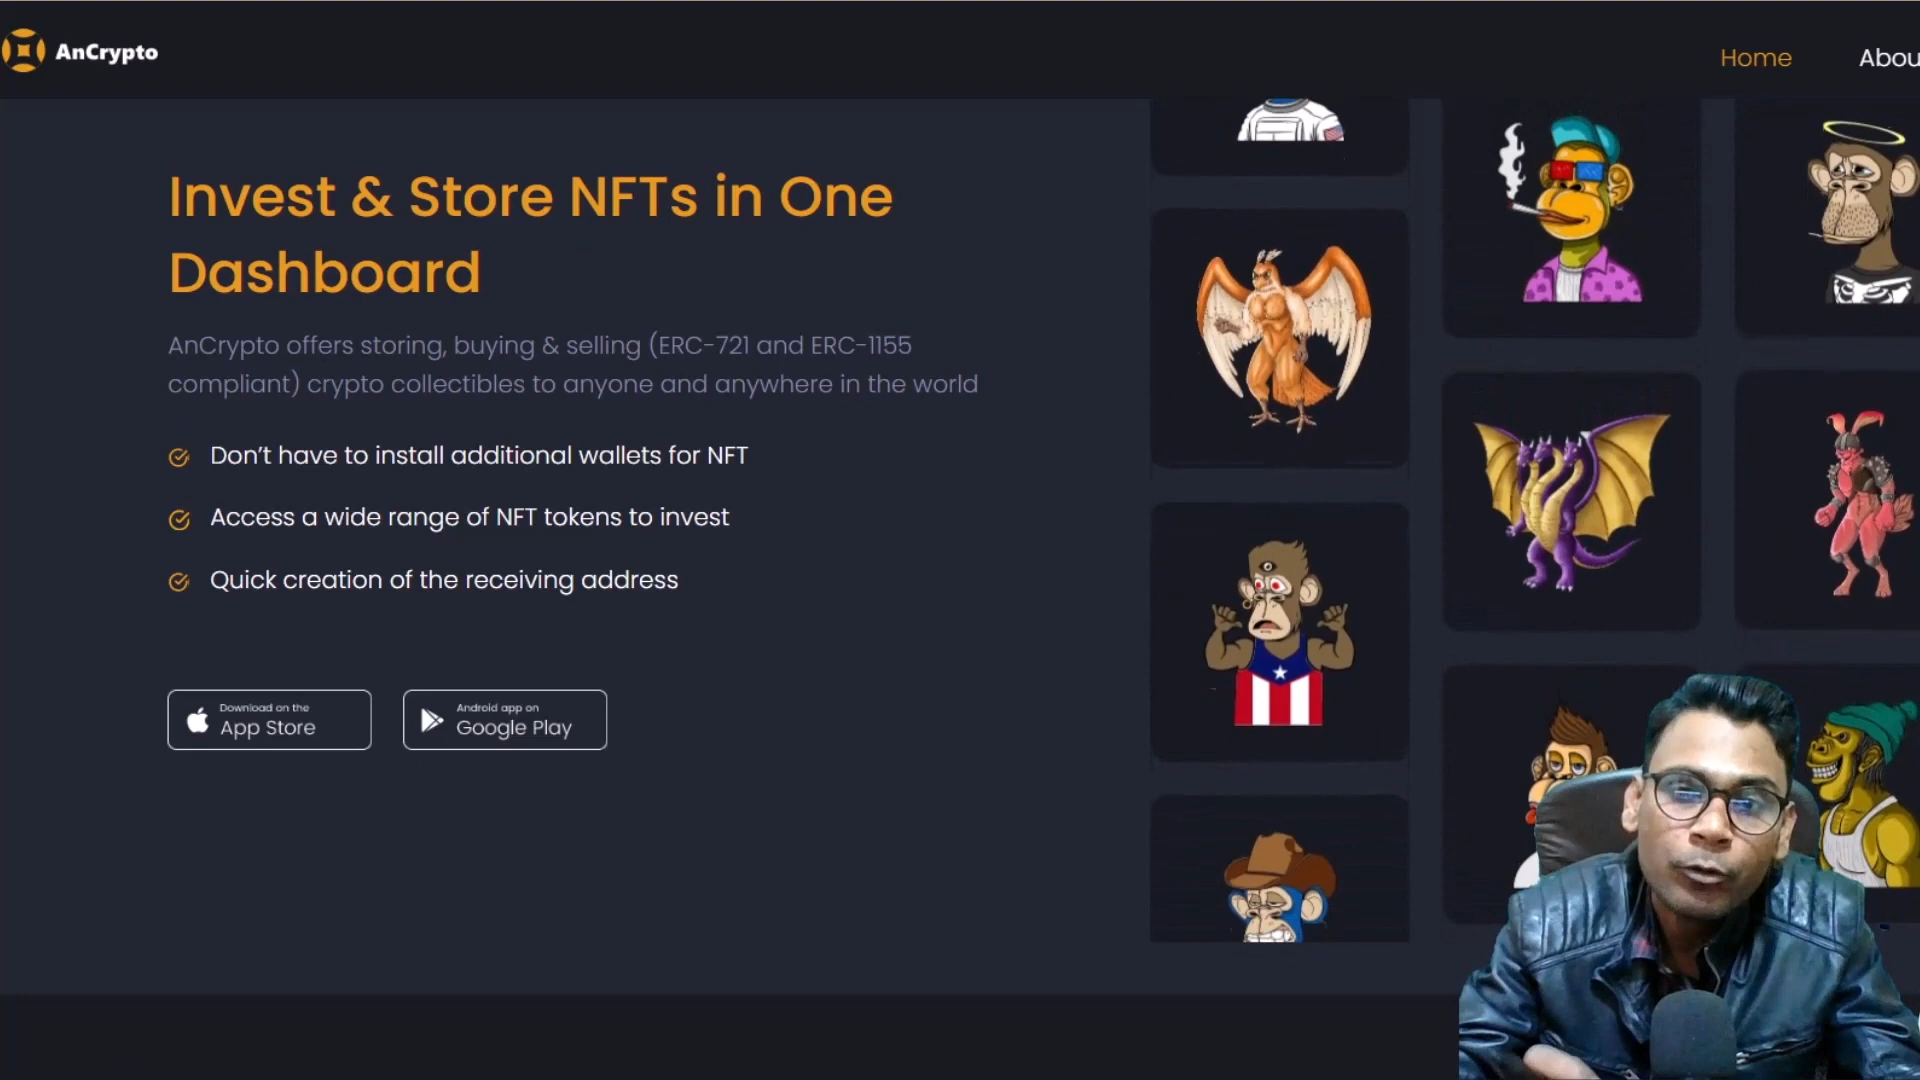 AnCrypto
Home
Abou
Invest & Store NFTs in One
Dashboard
AnCrypto offers storing, buying & selling (ERC-721 and ERC-1155
compliant) crypto collectibles to anyone and anywhere in the world
Don’t have to install additional wallets for NFT
Access a wide range of NFT tokens to invest
Quick creation of the receiving address
Download on the
App Store
Android app on
Google Play